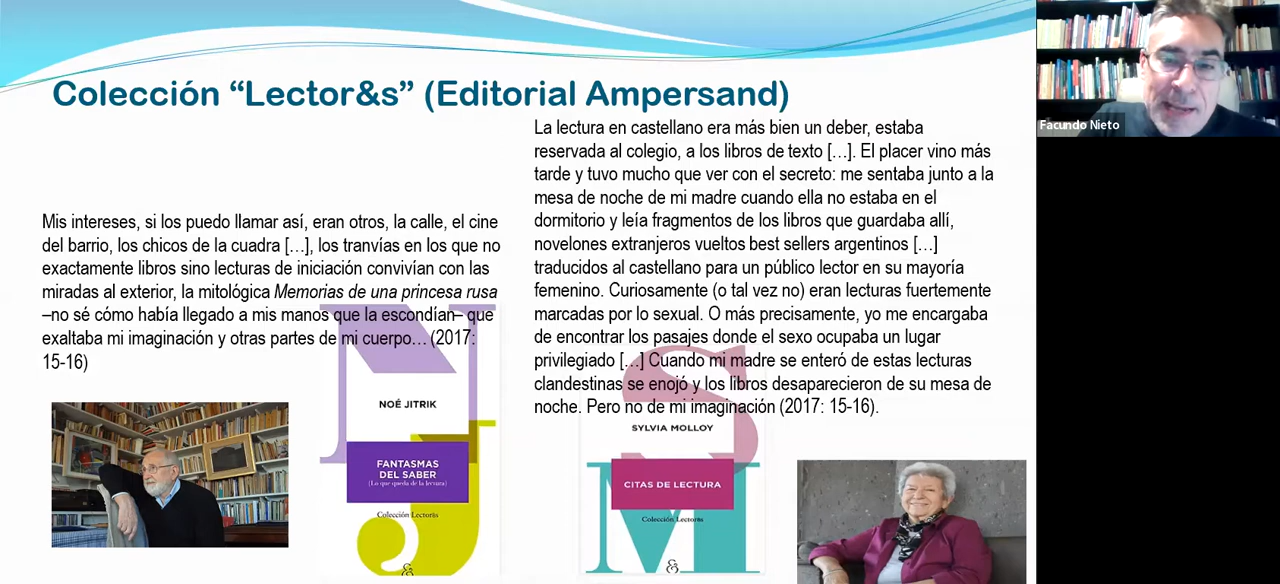 Colección “Lector&s” (Editorial Ampersand)
Mis intereses, si los puedo llamar así, eran otros, la calle, el cine
del barrio, los chicos de la cuadra […], los tranvías en los que no
exactamente libros sino lecturas de iniciación convivían con las
miradas al exterior, la mitológica Memorias de una princesa rusa
–no sé cómo había llegado a mis manos que la escondían– que
exaltaba mi imaginación y otras partes de mi cuerpo… (2017:
15-16)
La lectura en castellano era más bien un deber, estaba
reservada al colegio, a los libros de texto […]. El placer vino más
tarde y tuvo mucho que ver con el secreto: me sentaba junto a la
mesa de noche de mi madre cuando ella no estaba en el
dormitorio y leía fragmentos de los libros que guardaba allí,
novelones extranjeros vueltos best sellers argentinos […]
traducidos al castellano para un público lector en su mayoría
femenino. Curiosamente (o tal vez no) eran lecturas fuertemente
marcadas por lo sexual. O más precisamente, yo me encargaba
de encontrar los pasajes donde el sexo ocupaba un lugar
privilegiado […] Cuando mi madre se enteró de estas lecturas
clandestinas se enojó y los libros desaparecieron de su mesa de
noche. Pero no de mi imaginación (2017: 15-16).
N
J
NOÉ JITRIK
FANTASMAS
DEL SABER
(Lo que queda de la lectura)
Colección Lector&s
&
S
M
SYLVIA MOLLOY
CITAS DE LECTURA
Colección Lector&s
&
Facundo Nieto